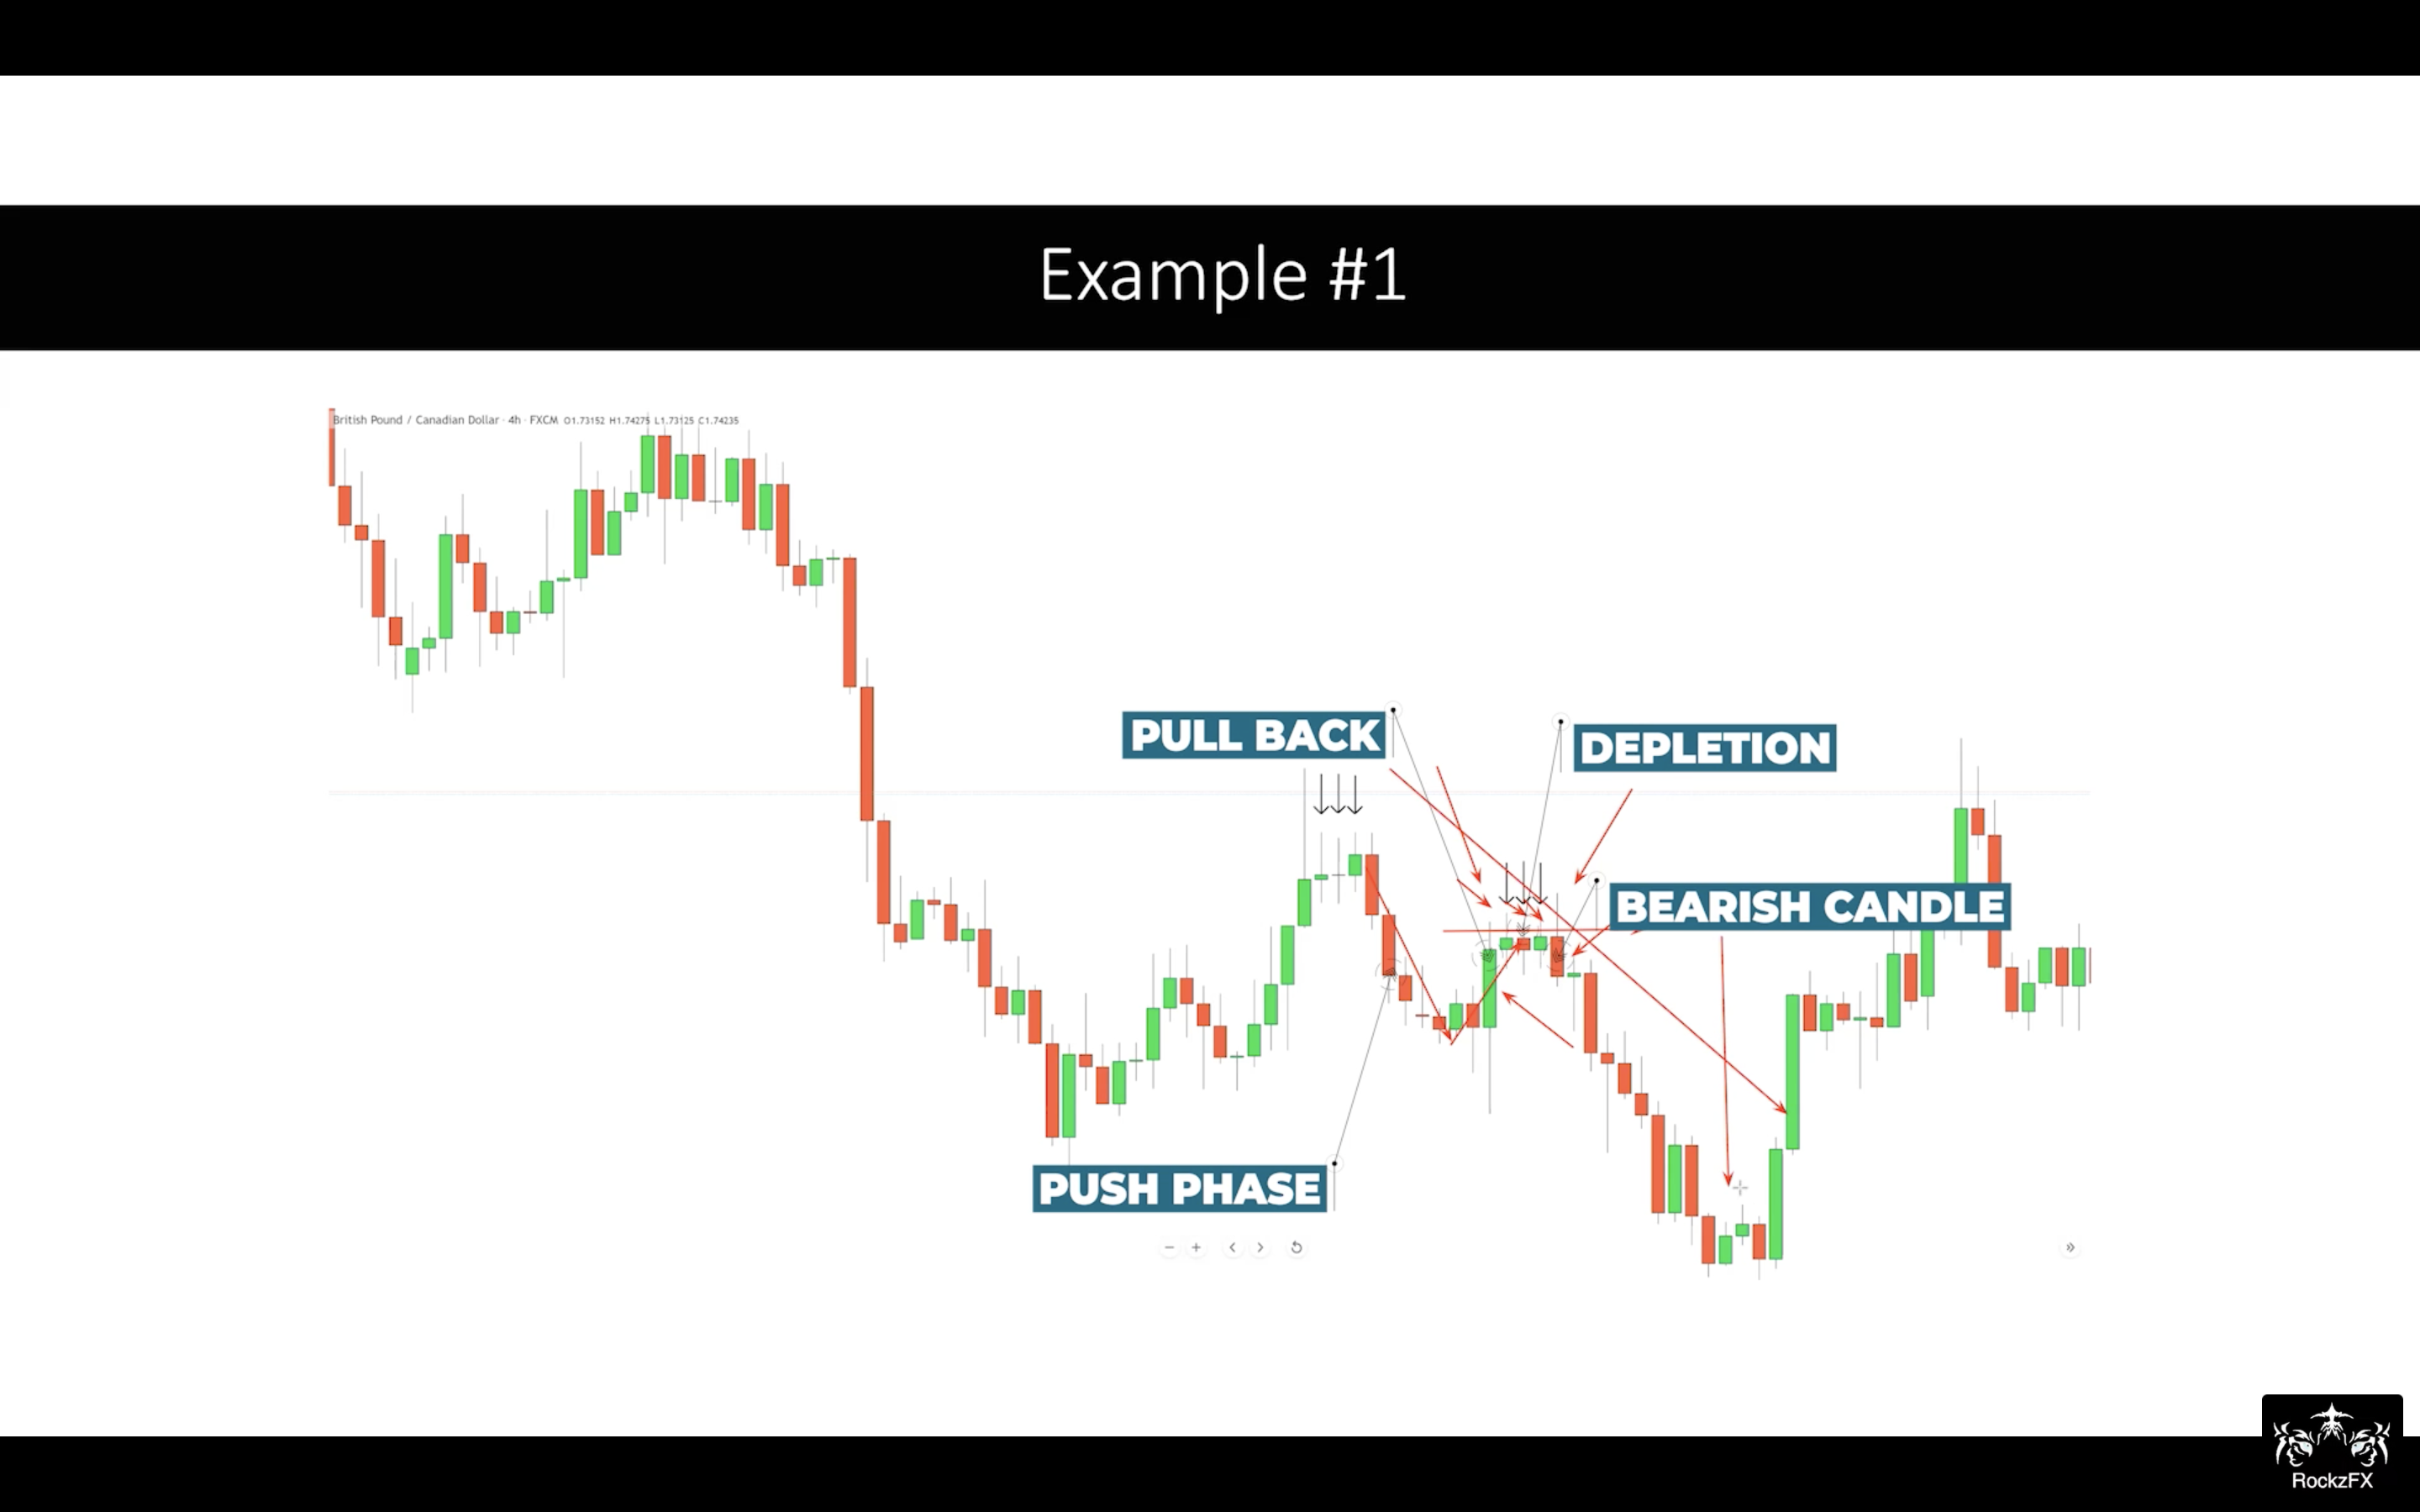 Example #1
British Pound / Canadian Dollar · 4h · FXCM O1.73152 H1.74275 L1.73125 C1.74235
PULL BACK
DEPLETION
BEARISH CANDLE
PUSH PHASE
RockzFX